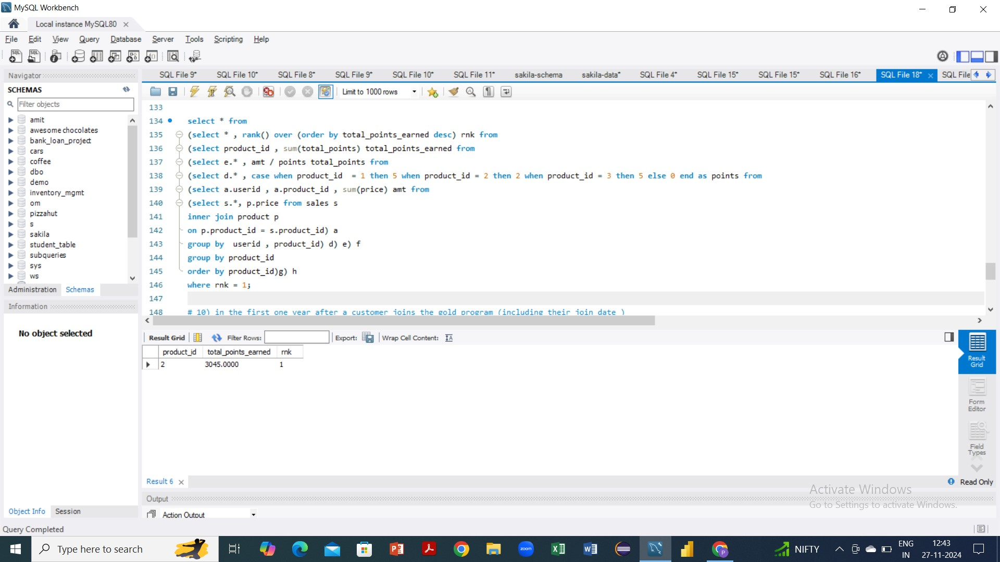 MySQL Workbench
Local instance MySQL80
File Edit View Query Database Server Tools Scripting Help
Navigator
SQL File 9* SQL File 10* SQL File 8* SQL File 9* SQL File 10* SQL File 11* sakila-schema sakila-data* SQL File 4* SQL File 15* SQL File 15* SQL File 16* SQL File 18* SQL File
SCHEMAS
Limit to 1000 rows
Filter objects
amit
awesome chocolates
bank_loan_project
cars
coffee
dbo
demo
inventory_mgmt
om
pizzahut
s
sakila
student_table
subqueries
sys
ws
Administration Schemas
Information
No object selected
133
134 select * from
135 (select * , rank() over (order by total_points_earned desc) rnk from
136 (select product_id , sum(total_points) total_points_earned from
137 (select e.* , amt / points total_points from
138 (select d.* , case when product_id  = 1 then 5 when product_id = 2 then 2 when product_id = 3 then 5 else 0 end as points from
139 (select a.userid , a.product_id , sum(price) amt from
140 (select s.*, p.price from sales s
141 inner join product p
142 on p.product_id = s.product_id) a
143 group by  userid , product_id) d) e) f
144 group by product_id
145 order by product_id)g) h
146 where rnk = 1;
147
148 # 10) in the first one year after a customer joins the gold program (including their join date )
Result Grid Filter Rows: Export: Wrap Cell Content:
product_id total_points_earned rnk
2 3045.0000 1
Result Grid
Form Editor
Field Types
Result 6
Read Only
Output
Action Output
Activate Windows
Go to Settings to activate Windows.
Object Info Session
Query Completed
Type here to search
zoom
NIFTY
ENG
IN
12:43
27-11-2024